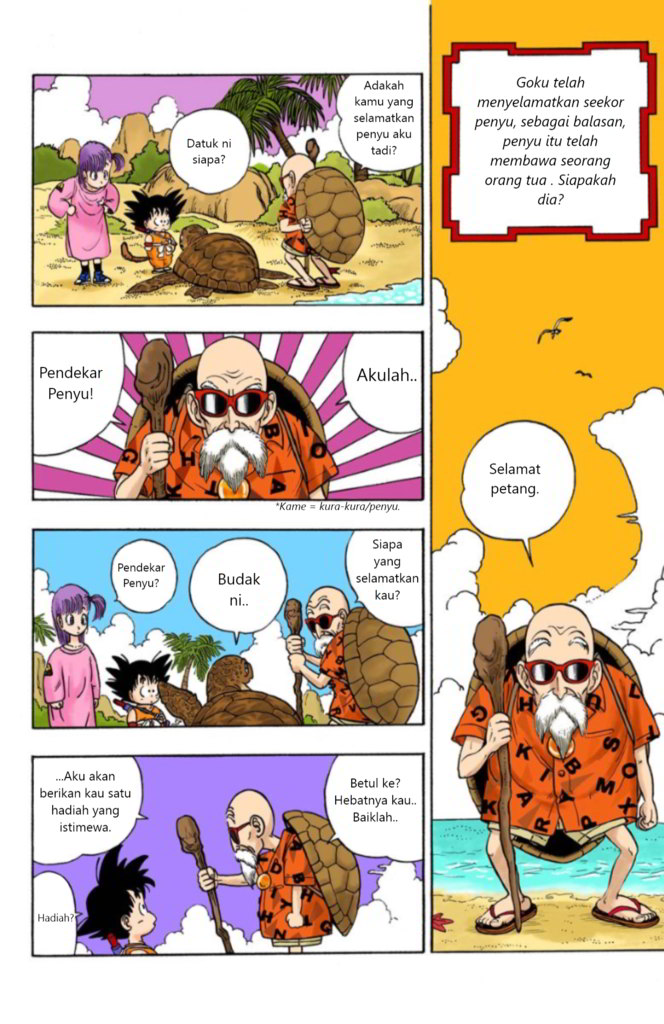 Goku telah
menyelamatkan seekor
penyu, sebagai balasan,
penyu itu telah
membawa seorang
orang tua . Siapakah
dia?
Selamat
petang.
Adakah
kamu yang
selamatkan
penyu aku
tadi?
Datuk ni
siapa?
Akulah..
Pendekar
Penyu!
*Kame = kura-kura/penyu.
Siapa
yang
selamatkan
kau?
Budak
ni..
Pendekar
Penyu?
Betul ke?
Hebatnya kau..
Baiklah..
...Aku akan
berikan kau satu
hadiah yang
istimewa.
Hadiah?